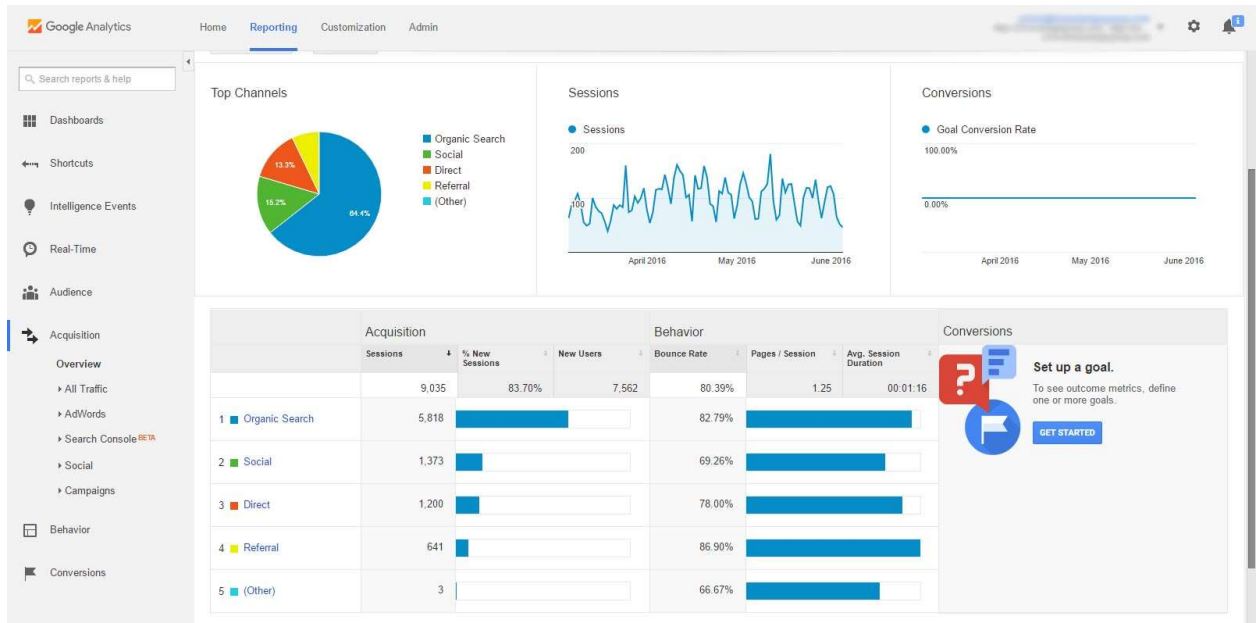 Google Analytics
Home Reporting Customization Admin
Search reports & help
Dashboards
Shortcuts
Intelligence Events
Real-Time
Audience
Acquisition
Overview
All Traffic
AdWords
Search Console BETA
Social
Campaigns
Behavior
Conversions
Top Channels
Organic Search
Social
Direct
Referral
(Other)
13.3%
15.2%
64.4%
Sessions
Sessions
200
100
April 2016 May 2016 June 2016
Conversions
Goal Conversion Rate
100.00%
0.00%
April 2016 May 2016 June 2016
Acquisition Behavior Conversions
Sessions % New Sessions New Users Bounce Rate Pages / Session Avg. Session Duration
9,035 83.70% 7,562 80.39% 1.25 00:01:16
1 Organic Search 5,818 82.79%
2 Social 1,373 69.26%
3 Direct 1,200 78.00%
4 Referral 641 86.90%
5 (Other) 3 66.67%
Set up a goal.
To see outcome metrics, define
one or more goals.
GET STARTED